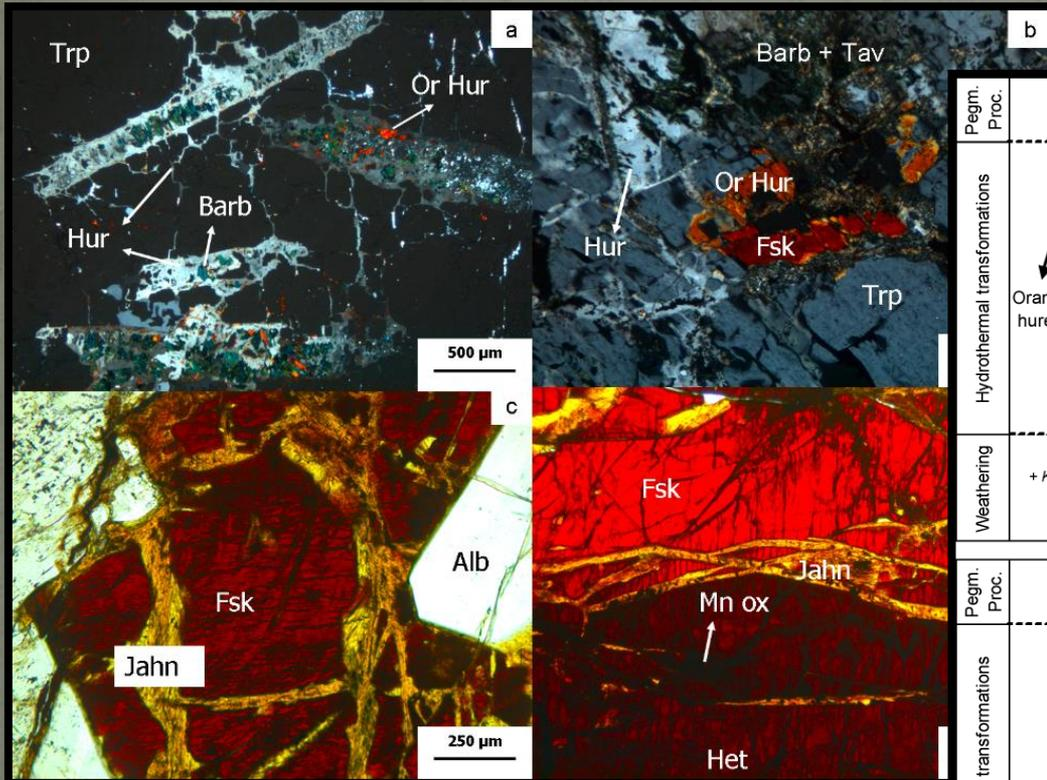 a
Trp
Or Hur
Barb
Hur
500 µm
b
Barb + Tav
Or Hur
Hur
Fsk
Trp
c
Fsk
Alb
Jahn
250 µm
Fsk
Jahn
Mn ox
Het
Pegm.
Proc.
Hydrothermal transformations
Weathering
+
Pegm.
Proc.
transformations